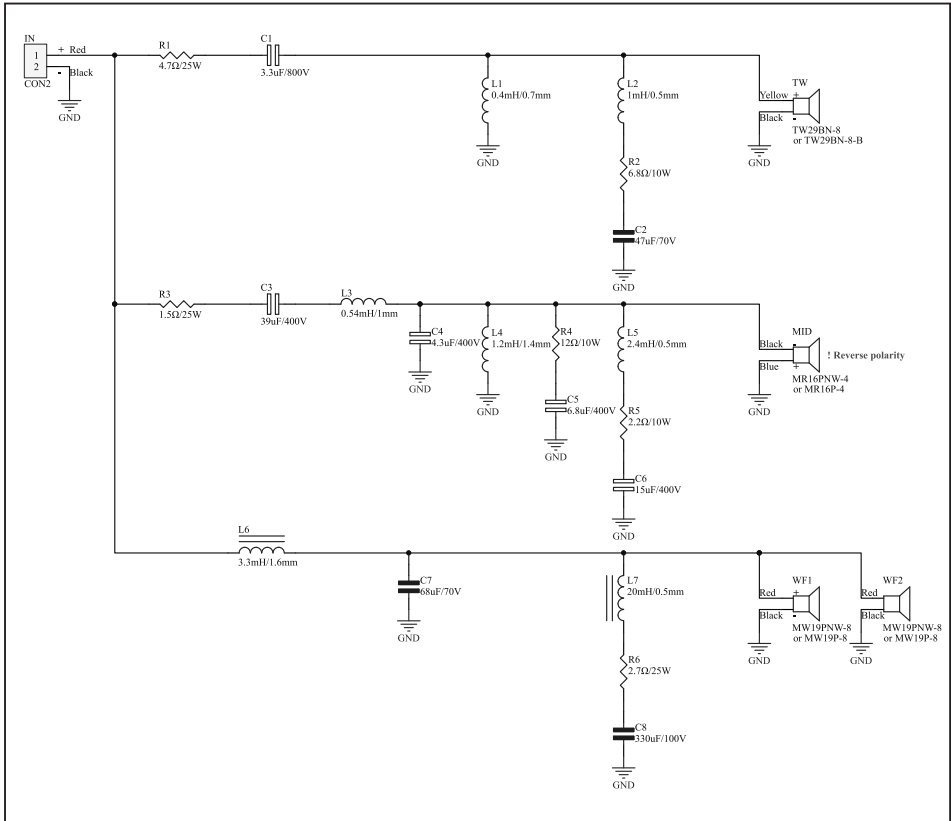 IN
1
2
+ Red
- Black
CON2
GND
R1
4.7Ω/25W
C1
3.3uF/800V
L1
0.4mH/0.7mm
GND
L2
1mH/0.5mm
R2
6.8Ω/10W
C2
47uF/70V
GND
TW
Yellow +
Black -
TW29BN-8
or TW29BN-8-B
GND
R3
1.5Ω/25W
C3
39uF/400V
L3
0.54mH/1mm
C4
4.3uF/400V
GND
L4
1.2mH/1.4mm
GND
R4
12Ω/10W
C5
6.8uF/400V
GND
L5
2.4mH/0.5mm
R5
2.2Ω/10W
C6
15uF/400V
GND
MID
Black -
Blue +
! Reverse polarity
MR16PNW-4
or MR16P-4
GND
L6
3.3mH/1.6mm
C7
68uF/70V
GND
L7
20mH/0.5mm
R6
2.7Ω/25W
C8
330uF/100V
GND
WF1
Red +
Black -
MW19PNW-8
or MW19P-8
GND
WF2
Red
Black
MW19PNW-8
or MW19P-8
GND